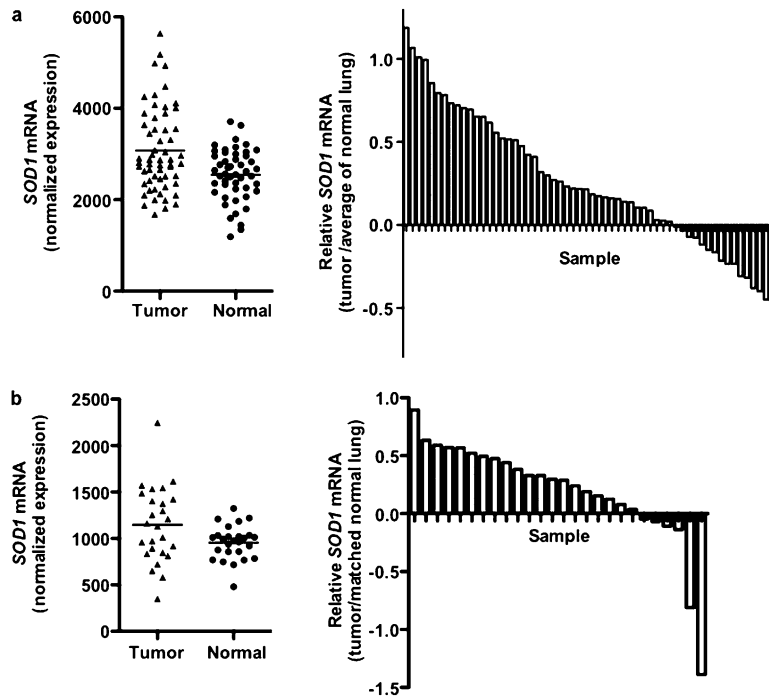 a
SOD1 mRNA
(normalized expression)
6000
4000
2000
0
Tumor
Normal
Relative SOD1 mRNA
(tumor /average of normal lung)
1.0
0.5
0.0
-0.5
Sample
b
SOD1 mRNA
(normalized expression)
2500
2000
1500
1000
500
0
Tumor
Normal
Relative SOD1 mRNA
(tumor/matched normal lung)
1.0
0.5
0.0
-0.5
-1.0
-1.5
Sample